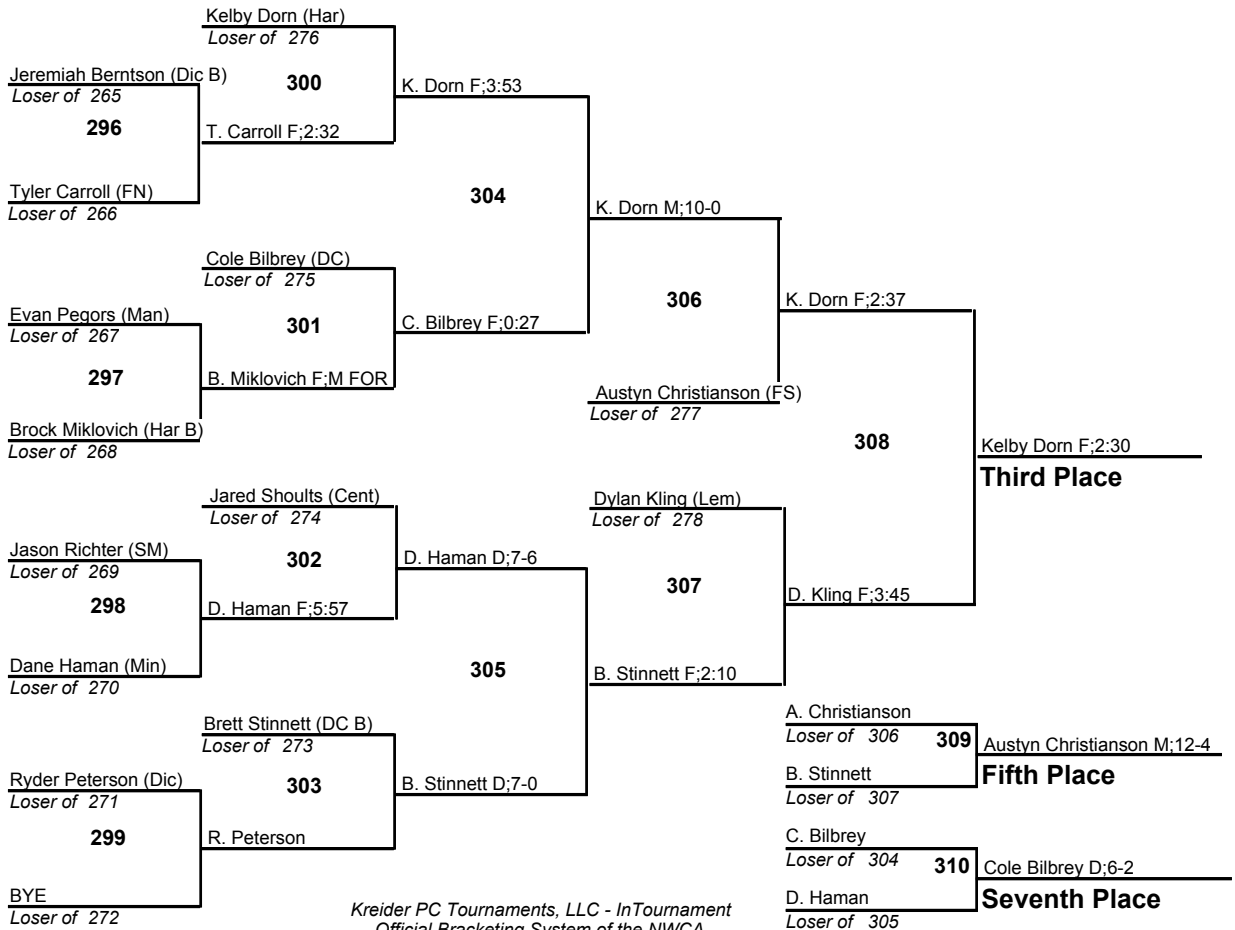 Kelby Dorn (Har)
Loser of 276
Jeremiah Berntson (Dic B)
Loser of 265
300
K. Dorn F;3:53
296
T. Carroll F;2:32
Tyler Carroll (FN)
Loser of 266
304
K. Dorn M;10-0
Cole Bilbrey (DC)
Loser of 275
Evan Pegors (Man)
Loser of 267
301
C. Bilbrey F;0:27
306
K. Dorn F;2:37
297
B. Miklovich F;M FOR
Austyn Christianson (FS)
Loser of 277
Brock Miklovich (Har B)
Loser of 268
308
Kelby Dorn F;2:30
Third Place
Jared Shoults (Cent)
Loser of 274
Dylan Kling (Lem)
Loser of 278
Jason Richter (SM)
Loser of 269
302
D. Haman D;7-6
307
298
D. Haman F;5:57
D. Kling F;3:45
Dane Haman (Min)
Loser of 270
305
B. Stinnett F;2:10
Brett Stinnett (DC B)
Loser of 273
A. Christianson
Loser of 306
309
Austyn Christianson M;12-4
Fifth Place
B. Stinnett
Loser of 307
Ryder Peterson (Dic)
Loser of 271
303
B. Stinnett D;7-0
299
R. Peterson
C. Bilbrey
Loser of 304
310
Cole Bilbrey D;6-2
Seventh Place
D. Haman
Loser of 305
BYE
Loser of 272
Kreider PC Tournaments, LLC - InTournament
Official Bracketing System of the NWCA